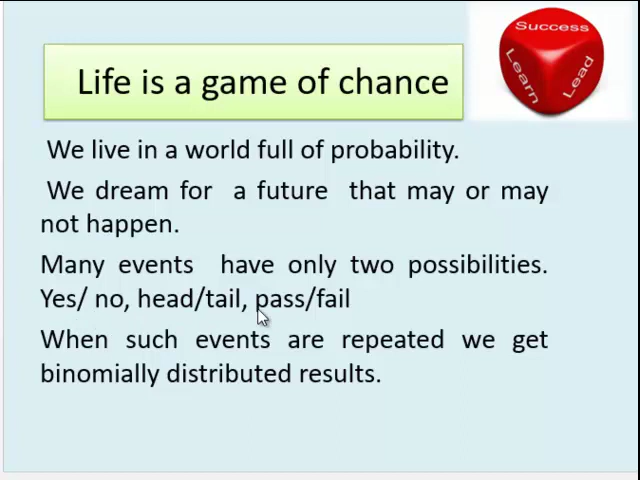 Success
Learn
Lead
Life is a game of chance
We live in a world full of probability.
We dream for a future that may or may
not happen.
Many events have only two possibilities.
Yes/ no, head/tail, pass/fail
When such events are repeated we get
binomially distributed results.